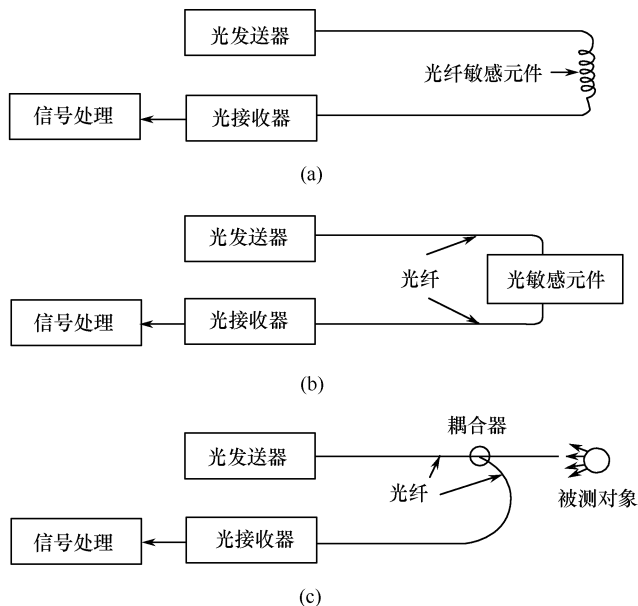 光发送器
光纤敏感元件
信号处理
光接收器
(a)
光发送器
光纤
光敏感元件
信号处理
光接收器
(b)
耦合器
光发送器
光纤
被测对象
信号处理
光接收器
(c)